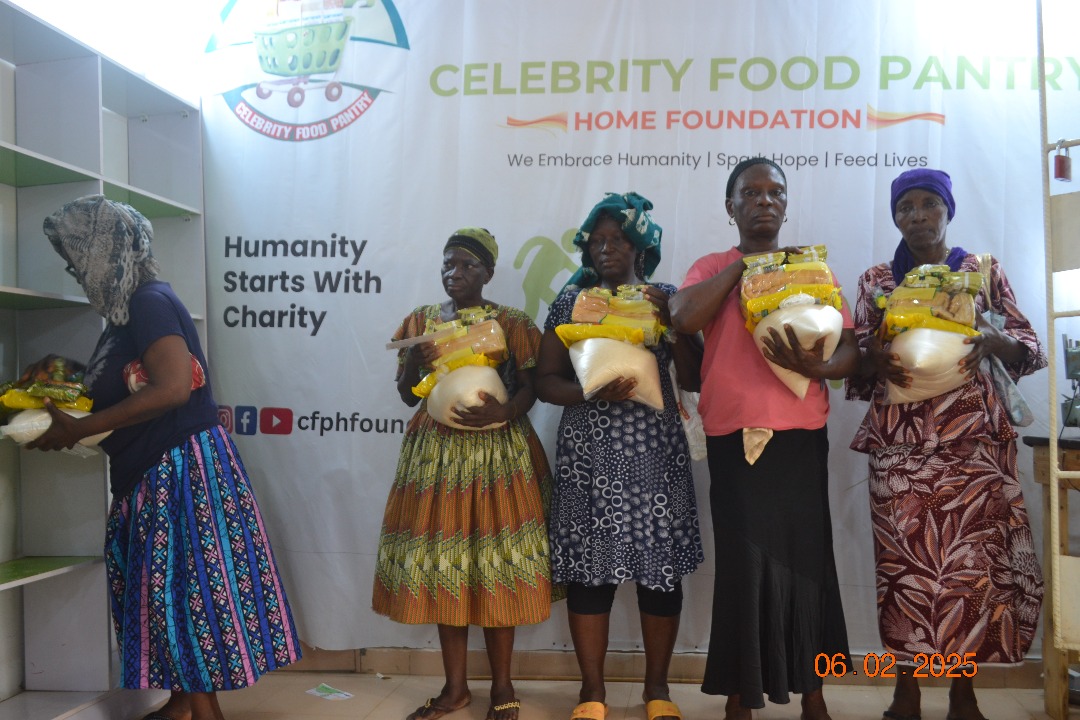 CELEBRITY FOOD PANTRY
CELEBRITY FOOD PANTRY
HOME FOUNDATION
We Embrace Humanity | Spark Hope | Feed Lives
Humanity
Starts With
Charity
cfphfoun
06.02.2025